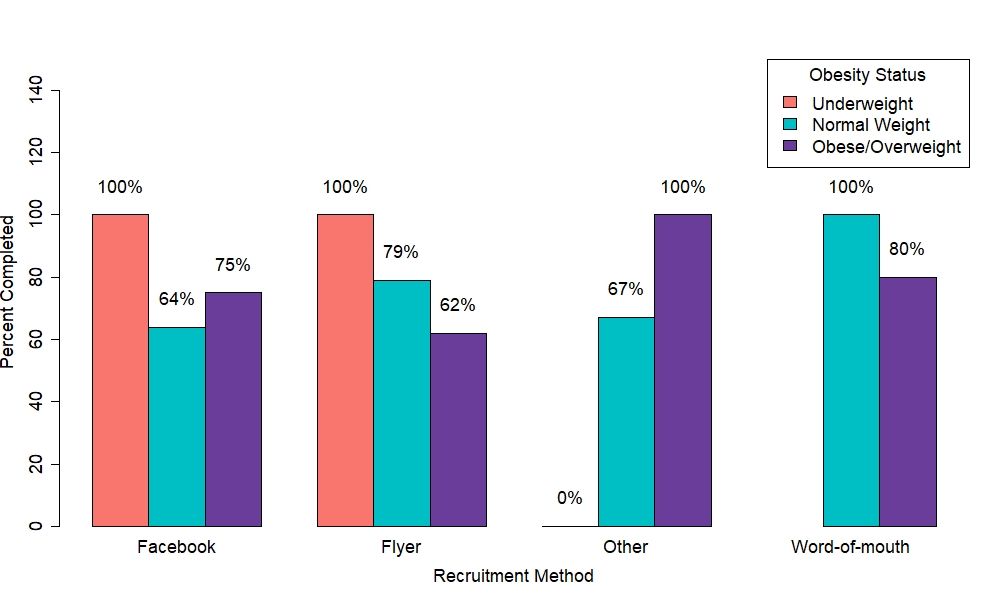 Obesity Status
Underweight
Normal Weight
Obese/Overweight
Percent Completed
140
120
100
80
60
40
20
0
100%
64%
75%
100%
79%
62%
0%
67%
100%
100%
80%
Facebook
Flyer
Other
Word-of-mouth
Recruitment Method